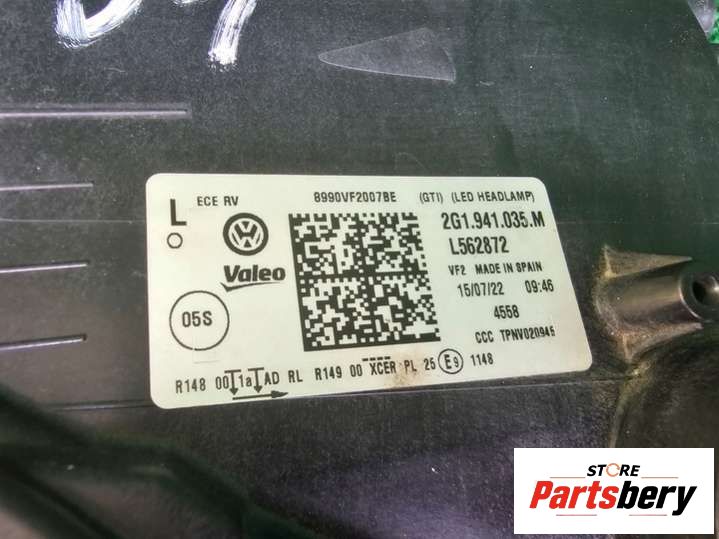 L ECE RV 8990VF2007BE (GTI) (LED HEADLAMP)
2G1.941.035.M
Valeo L562872
VF2 MADE IN SPAIN
15/07/22 09:46
05S 4558
CCC TPNV020945
R148 00 1a AD RL R149 00 XCER PL 25 E9 1148
STORE
Partsbery